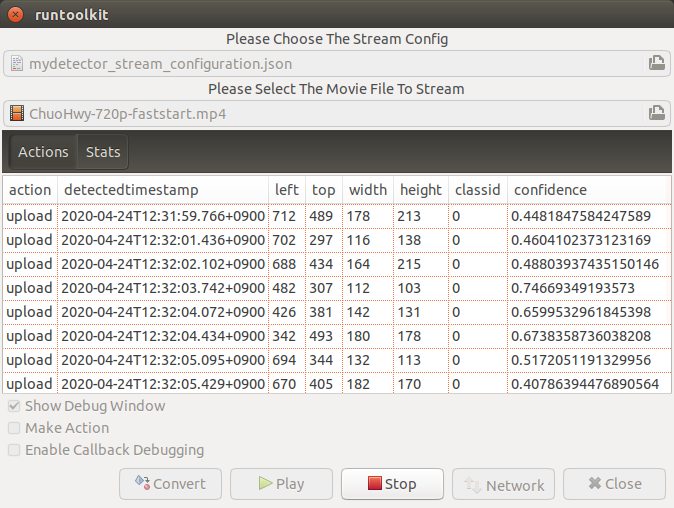 runtoolkit
Please Choose The Stream Config
mydetector_stream_configuration.json
Please Select The Movie File To Stream
ChuoHwy-720p-faststart.mp4
Actions Stats
action detectedtimestamp left top width height classid confidence
upload 2020-04-24T12:31:59.766+0900 712 489 178 213 0 0.4481847584247589
upload 2020-04-24T12:32:01.436+0900 702 297 116 138 0 0.4604102373123169
upload 2020-04-24T12:32:02.102+0900 688 434 164 215 0 0.48803937435150146
upload 2020-04-24T12:32:03.742+0900 482 307 112 103 0 0.74669349193573
upload 2020-04-24T12:32:04.072+0900 426 381 142 131 0 0.6599532961845398
upload 2020-04-24T12:32:04.434+0900 342 493 180 178 0 0.6738358736038208
upload 2020-04-24T12:32:05.095+0900 694 344 132 113 0 0.5172051191329956
upload 2020-04-24T12:32:05.429+0900 670 405 182 170 0 0.40786394476890564
Show Debug Window
Make Action
Enable Callback Debugging
Convert Play Stop Network Close